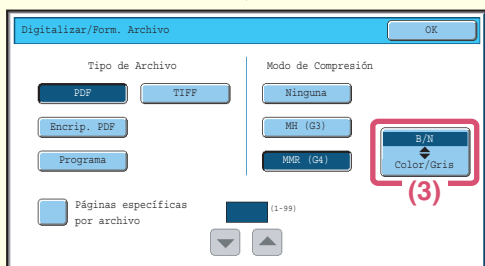 Digitalizar/Form. Archivo
OK
Tipo de Archivo
Modo de Compresión
PDF
TIFF
Ninguna
Encrip. PDF
MH (G3)
B/N
Color/Gris
Programa
MMR (G4)
(3)
Páginas específicas
por archivo
(1-99)